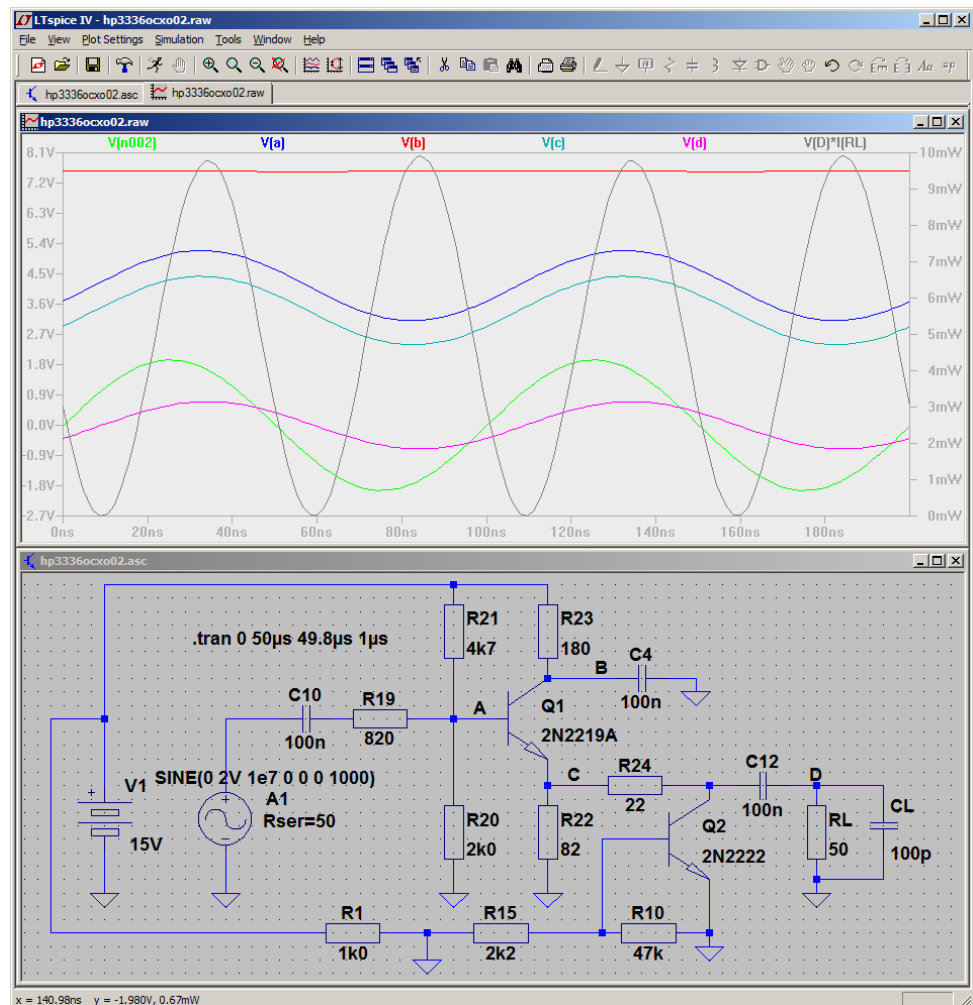 LTspice IV - hp3336ocxo02.raw
File View Plot Settings Simulation Tools Window Help
hp3336ocxo02.asc hp3336ocxo02.raw
hp3336ocxo02.raw
V(n002) V(a) V(b) V(c) V(d) V(D)*I(RL)
8.1V 10mW
7.2V 9mW
6.3V 8mW
5.4V 7mW
4.5V 6mW
3.6V 5mW
2.7V
1.8V 4mW
0.9V 3mW
0.0V
-0.9V 2mW
-1.8V 1mW
-2.7V 0mW
0ns 20ns 40ns 60ns 80ns 100ns 120ns 140ns 160ns 180ns
hp3336ocxo02.asc
.tran 0 50µs 49.8µs 1µs
R21
4k7
R23
180
B
C4
100n
C10
100n
R19
820
A
Q1
2N2219A
SINE(0 2V 1e7 0 0 0 1000)
V1
15V
A1
Rser=50
C
R24
22
C12
100n
D
R20
2k0
R22
82
Q2
2N2222
RL
50
CL
100p
R1
1k0
R15
2k2
R10
47k
x = 140.98ns y = -1.980V, 0.67mW